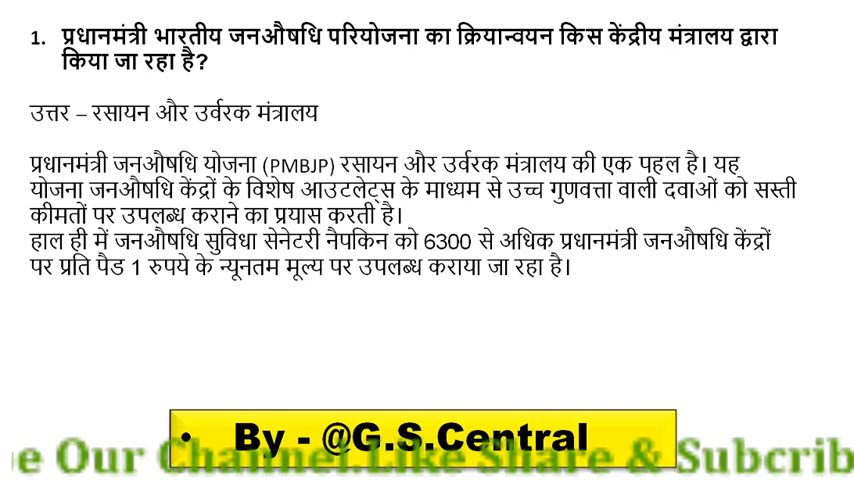 1. प्रधानमंत्री भारतीय जनऔषधि परियोजना का क्रियान्वयन किस केंद्रीय मंत्रालय द्वारा
किया जा रहा है?
उत्तर – रसायन और उर्वरक मंत्रालय
प्रधानमंत्री जनऔषधि योजना (PMBJP) रसायन और उर्वरक मंत्रालय की एक पहल है। यह
योजना जनऔषधि केंद्रों के विशेष आउटलेट्स के माध्यम से उच्च गुणवत्ता वाली दवाओं को सस्ती
कीमतों पर उपलब्ध कराने का प्रयास करती है।
हाल ही में जनऔषधि सुविधा सेनेटरी नैपकिन को 6300 से अधिक प्रधानमंत्री जनऔषधि केंद्रों
पर प्रति पैड 1 रुपये के न्यूनतम मूल्य पर उपलब्ध कराया जा रहा है।
• By - @G.S.Central
e Our Channel.Like Share & Subcrib